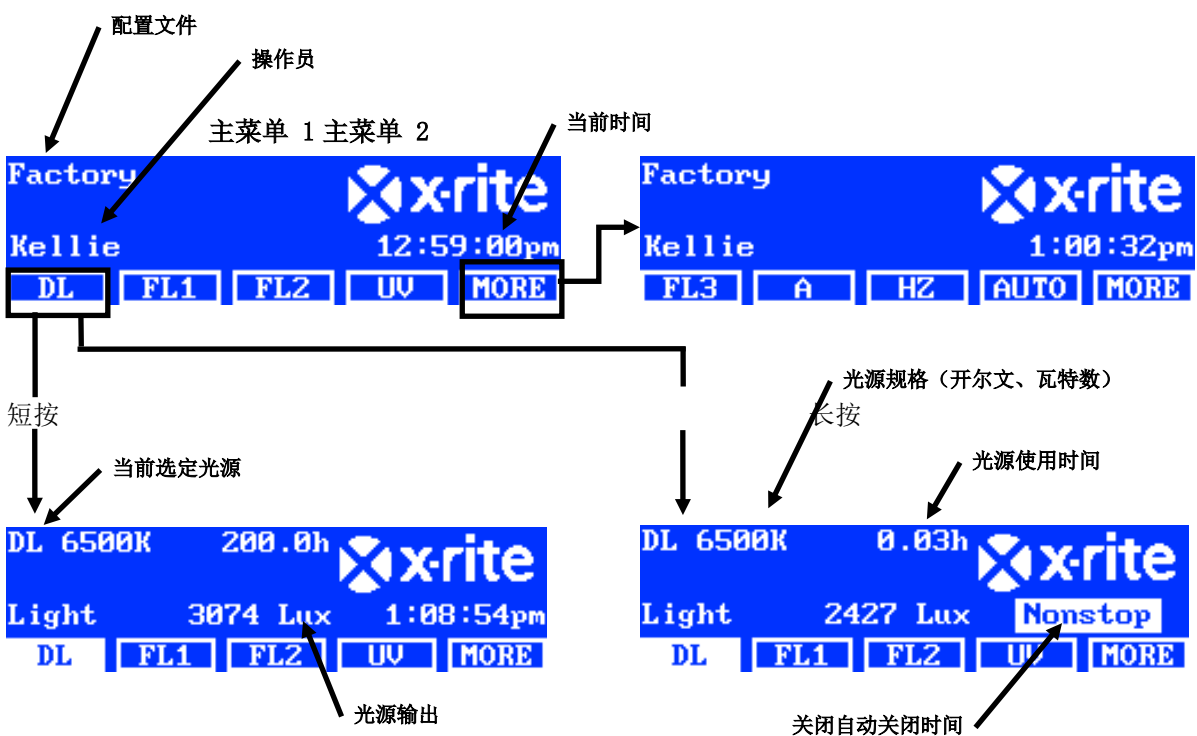 配置文件
操作员
主菜单 1 主菜单 2
当前时间
Factory
x·rite
Kellie
12:59:00pm
DL FL1 FL2 UV MORE
Factory
x·rite
Kellie
1:00:32pm
FL3 A HZ AUTO MORE
光源规格（开尔文、瓦特数）
短按
长按
当前选定光源
光源使用时间
DL 6500K 200.0h
x·rite
Light 3074 Lux 1:08:54pm
DL FL1 FL2 UV MORE
DL 6500K 0.03h
x·rite
Light 2427 Lux Nonstop
DL FL1 FL2 UV MORE
光源输出
关闭自动关闭时间